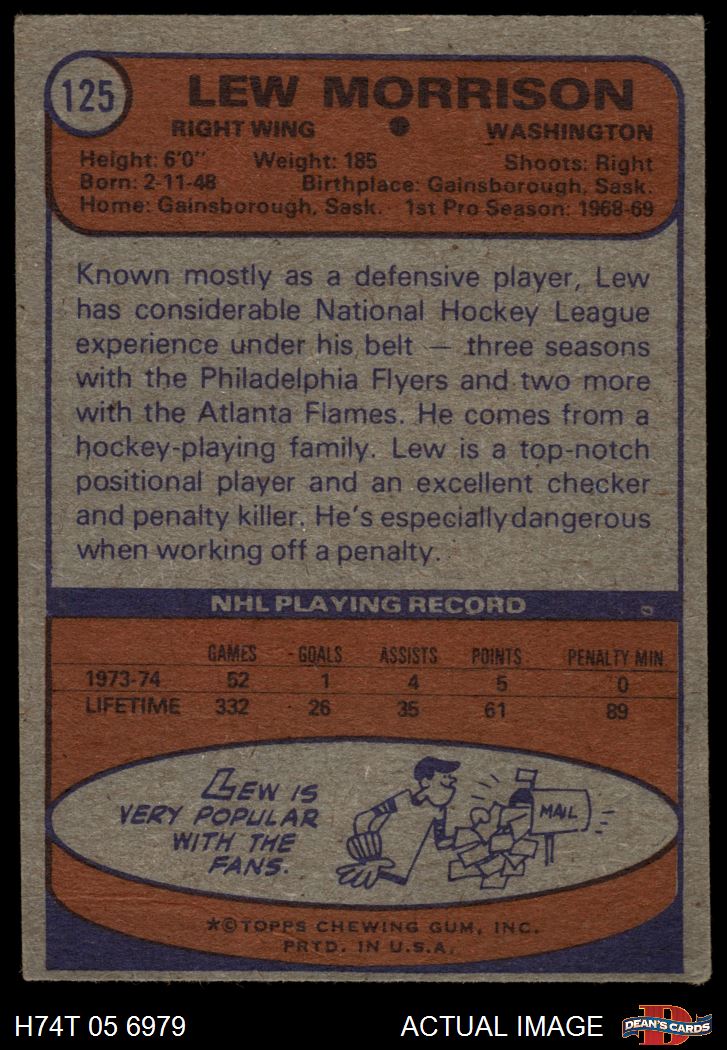 125
LEW MORRISON
RIGHT WING ● WASHINGTON
Height: 6'0" Weight: 185 Shoots: Right
Born: 2-11-48 Birthplace: Gainsborough, Sask.
Home: Gainsborough, Sask. 1st Pro Season: 1968-69
Known mostly as a defensive player, Lew
has considerable National Hockey League
experience under his belt — three seasons
with the Philadelphia Flyers and two more
with the Atlanta Flames. He comes from a
hockey-playing family. Lew is a top-notch
positional player and an excellent checker
and penalty killer. He's especially dangerous
when working off a penalty.
NHL PLAYING RECORD
GAMES GOALS ASSISTS POINTS PENALTY MIN
1973-74 52 1 4 5 0
LIFETIME 332 26 35 61 89
LEW IS
VERY POPULAR
WITH THE
FANS.
MAIL
*©TOPPS CHEWING GUM, INC.
PRTD. IN U.S.A.
H74T 05 6979 ACTUAL IMAGE
D
DEAN'S CARDS